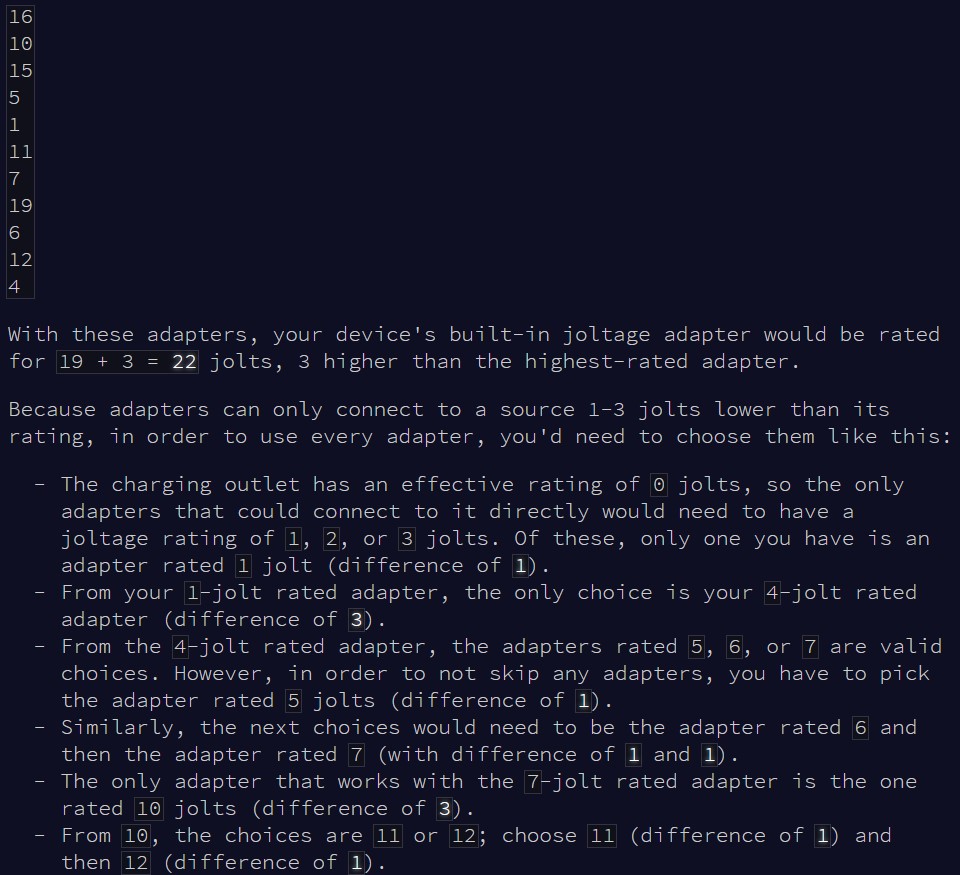 16
10
15
5
1
11
7
19
6
12
4
With these adapters, your device's built-in joltage adapter would be rated
for 19 + 3 = 22 jolts, 3 higher than the highest-rated adapter.
Because adapters can only connect to a source 1-3 jolts lower than its
rating, in order to use every adapter, you'd need to choose them like this:
- The charging outlet has an effective rating of 0 jolts, so the only
adapters that could connect to it directly would need to have a
joltage rating of 1, 2, or 3 jolts. Of these, only one you have is an
adapter rated 1 jolt (difference of 1).
- From your 1-jolt rated adapter, the only choice is your 4-jolt rated
adapter (difference of 3).
- From the 4-jolt rated adapter, the adapters rated 5, 6, or 7 are valid
choices. However, in order to not skip any adapters, you have to pick
the adapter rated 5 jolts (difference of 1).
- Similarly, the next choices would need to be the adapter rated 6 and
then the adapter rated 7 (with difference of 1 and 1).
- The only adapter that works with the 7-jolt rated adapter is the one
rated 10 jolts (difference of 3).
- From 10, the choices are 11 or 12; choose 11 (difference of 1) and
then 12 (difference of 1).